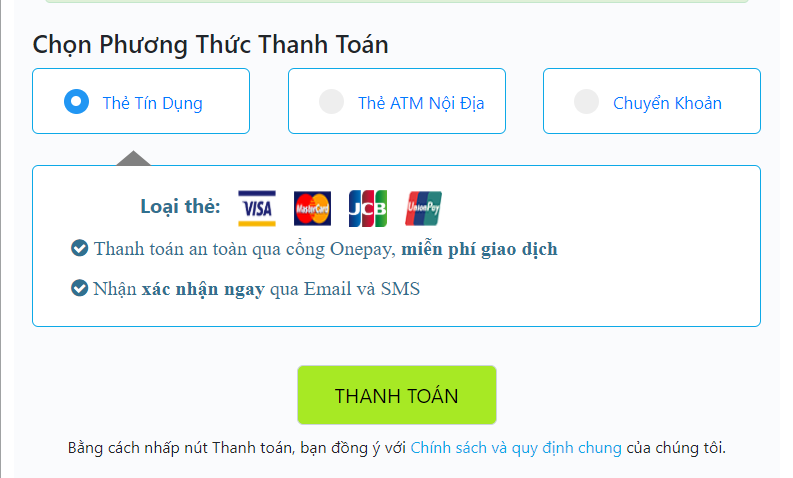 Chọn Phương Thức Thanh Toán
Thẻ Tín Dụng
Thẻ ATM Nội Địa
Chuyển Khoản
Loại thẻ: VISA MasterCard JCB UnionPay
Thanh toán an toàn qua cổng Onepay, miễn phí giao dịch
Nhận xác nhận ngay qua Email và SMS
THANH TOÁN
Bằng cách nhấp nút Thanh toán, bạn đồng ý với Chính sách và quy định chung của chúng tôi.